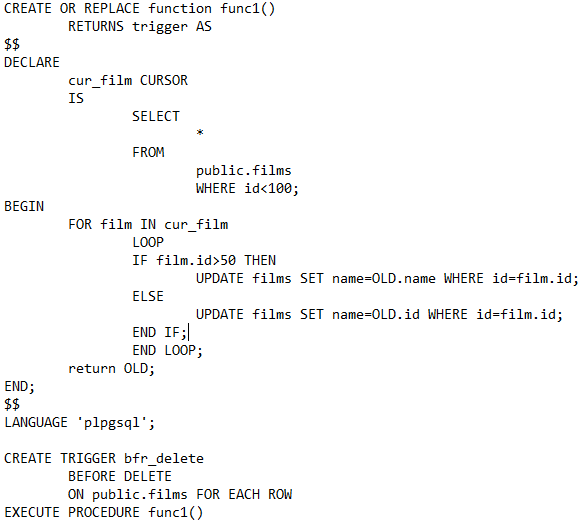 CREATE OR REPLACE function func1()
RETURNS trigger AS
$$
DECLARE
cur_film CURSOR
IS
SELECT
*
FROM
public.films
WHERE id<100;
BEGIN
FOR film IN cur_film
LOOP
IF film.id>50 THEN
UPDATE films SET name=OLD.name WHERE id=film.id;
ELSE
UPDATE films SET name=OLD.id WHERE id=film.id;
END IF;
END LOOP;
return OLD;
END;
$$
LANGUAGE 'plpgsql';
CREATE TRIGGER bfr_delete
BEFORE DELETE
ON public.films FOR EACH ROW
EXECUTE PROCEDURE func1()